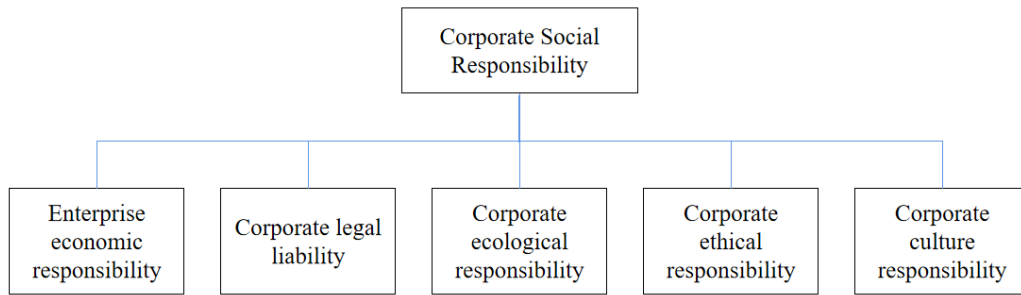 Corporate Social
Responsibility
Enterprise
economic
responsibility
Corporate legal
liability
Corporate
ecological
responsibility
Corporate
ethical
responsibility
Corporate
culture
responsibility